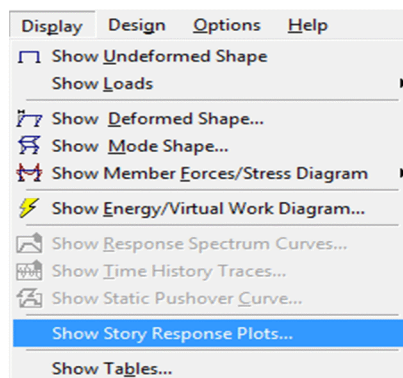 Display Design Options Help
Show Undeformed Shape
Show Loads
Show Deformed Shape...
Show Mode Shape...
Show Member Forces/Stress Diagram
Show Energy/Virtual Work Diagram...
Show Response Spectrum Curves...
Show Time History Traces...
Show Static Pushover Curve...
Show Story Response Plots...
Show Tables...